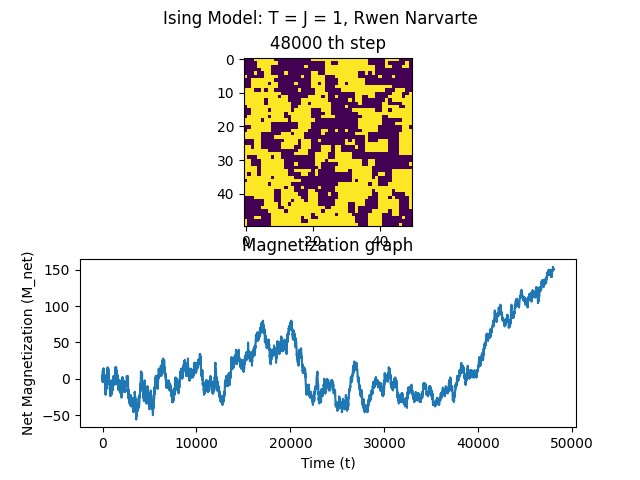 Ising Model: T = J = 1, Rwen Narvarte
48000 th step
0
10
20
30
40
0 20 40
Magnetization graph
Net Magnetization (M_net)
150
100
50
0
−50
0 10000 20000 30000 40000 50000
Time (t)